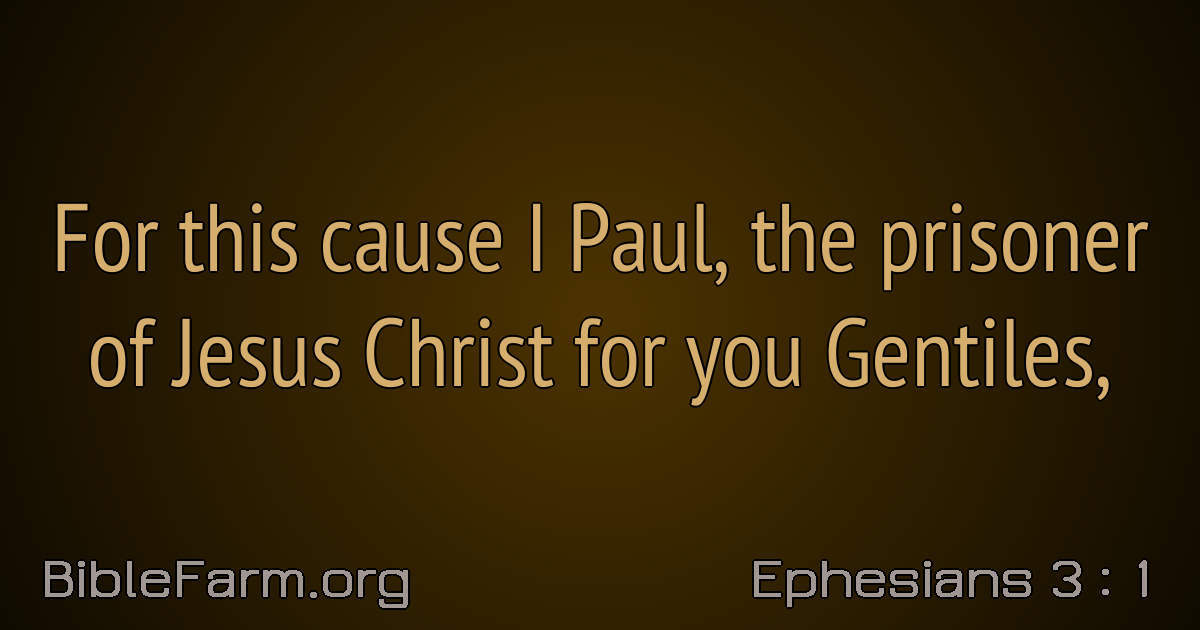 For this cause I Paul, the prisoner
of Jesus Christ for you Gentiles,
BibleFarm.org
Ephesians 3 : 1